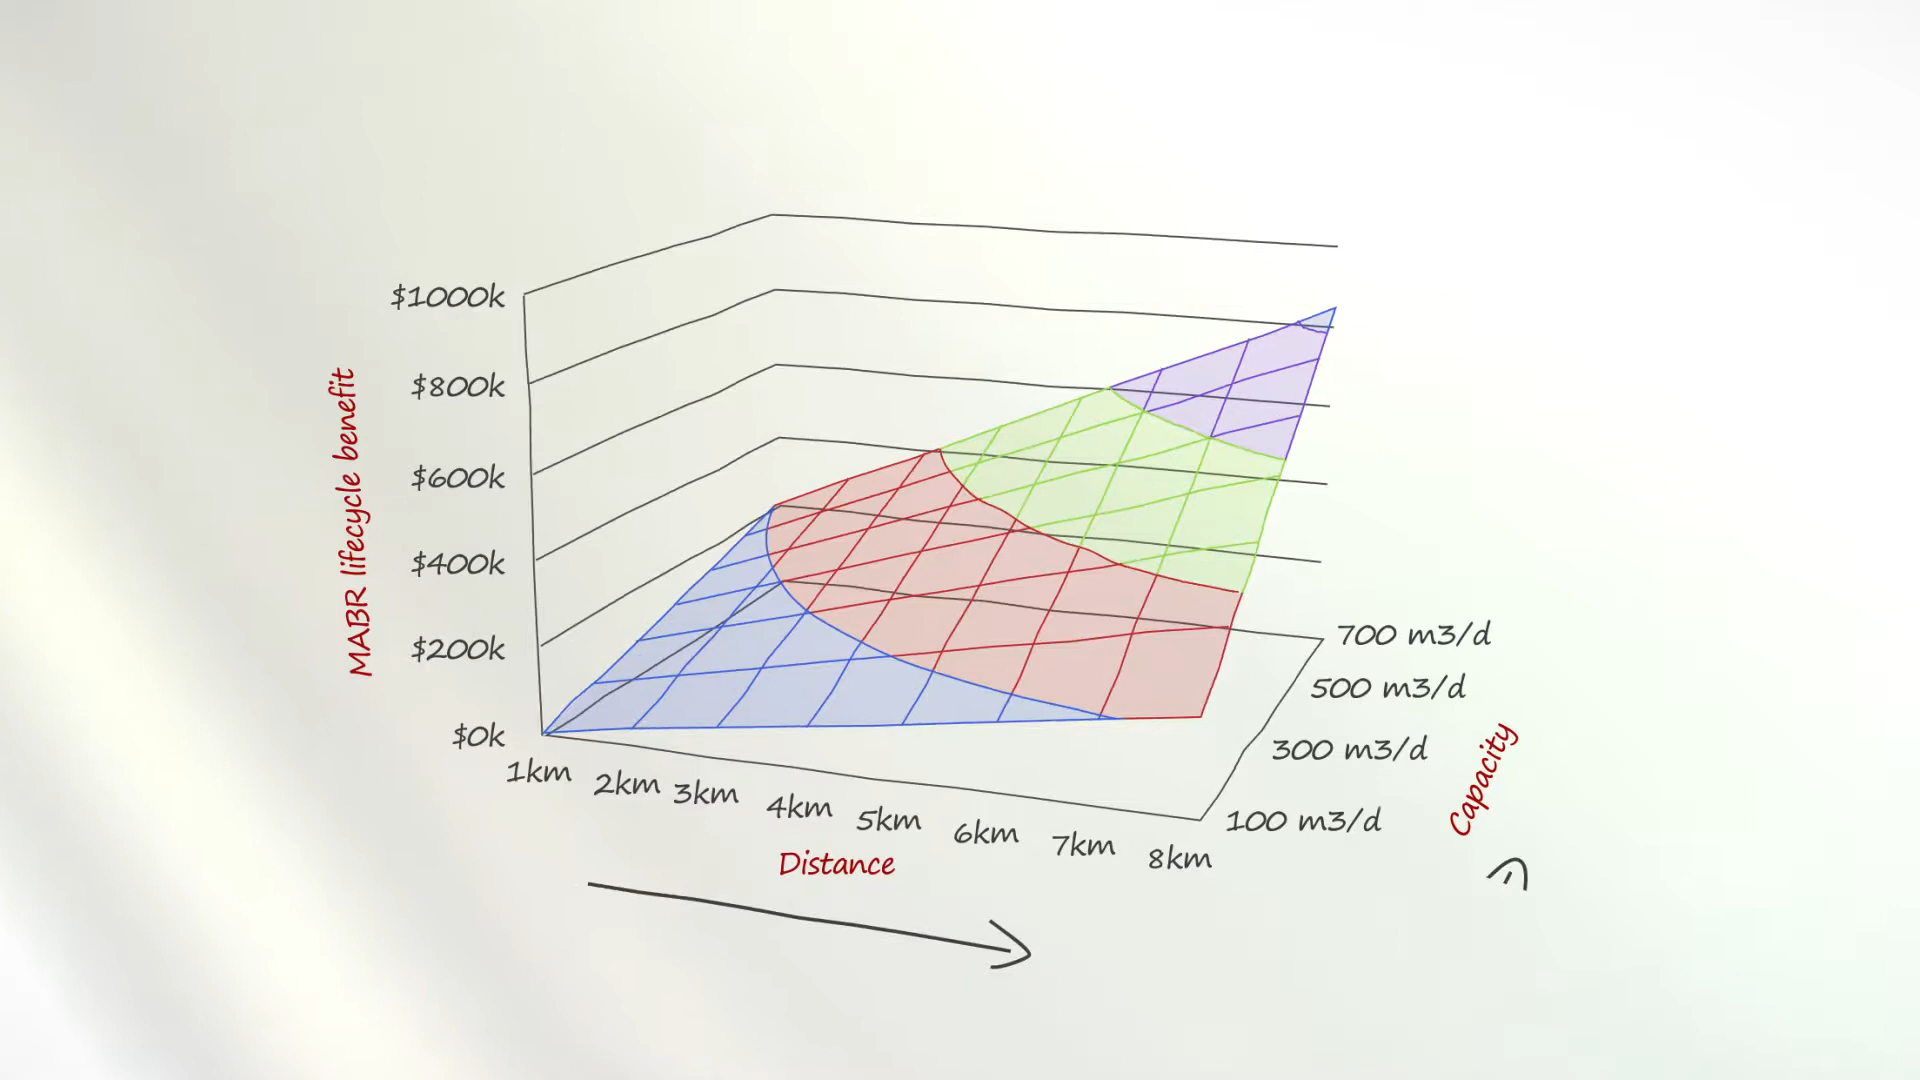 $1000k
$800k
$600k
$400k
$200k
$0k
MABR lifecycle benefit
1km
2km
3km
4km
5km
6km
7km
8km
Distance
700 m3/d
500 m3/d
300 m3/d
100 m3/d
Capacity